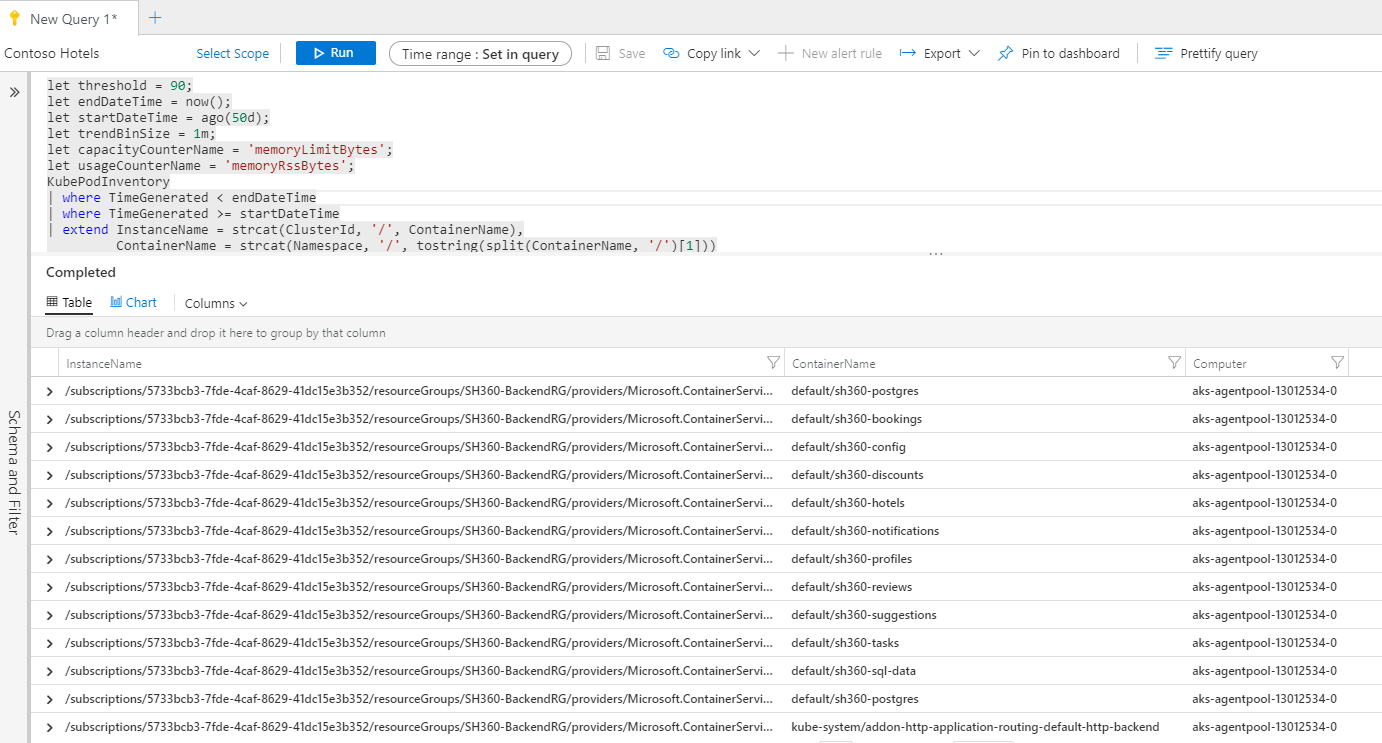 New Query 1*
Contoso Hotels Select Scope Run Time range : Set in query Save Copy link New alert rule Export Pin to dashboard Prettify query
let threshold = 90;
let endDateTime = now();
let startDateTime = ago(50d);
let trendBinSize = 1m;
let capacityCounterName = 'memoryLimitBytes';
let usageCounterName = 'memoryRssBytes';
KubePodInventory
| where TimeGenerated < endDateTime
| where TimeGenerated >= startDateTime
| extend InstanceName = strcat(ClusterId, '/', ContainerName),
ContainerName = strcat(Namespace, '/', tostring(split(ContainerName, '/')[1]))
Schema and Filter
Completed
Table Chart Columns
Drag a column header and drop it here to group by that column
InstanceName ContainerName Computer
/subscriptions/5733bcb3-7fde-4caf-8629-41dc15e3b352/resourceGroups/SH360-BackendRG/providers/Microsoft.ContainerServi... default/sh360-postgres aks-agentpool-13012534-0
/subscriptions/5733bcb3-7fde-4caf-8629-41dc15e3b352/resourceGroups/SH360-BackendRG/providers/Microsoft.ContainerServi... default/sh360-bookings aks-agentpool-13012534-0
/subscriptions/5733bcb3-7fde-4caf-8629-41dc15e3b352/resourceGroups/SH360-BackendRG/providers/Microsoft.ContainerServi... default/sh360-config aks-agentpool-13012534-0
/subscriptions/5733bcb3-7fde-4caf-8629-41dc15e3b352/resourceGroups/SH360-BackendRG/providers/Microsoft.ContainerServi... default/sh360-discounts aks-agentpool-13012534-0
/subscriptions/5733bcb3-7fde-4caf-8629-41dc15e3b352/resourceGroups/SH360-BackendRG/providers/Microsoft.ContainerServi... default/sh360-hotels aks-agentpool-13012534-0
/subscriptions/5733bcb3-7fde-4caf-8629-41dc15e3b352/resourceGroups/SH360-BackendRG/providers/Microsoft.ContainerServi... default/sh360-notifications aks-agentpool-13012534-0
/subscriptions/5733bcb3-7fde-4caf-8629-41dc15e3b352/resourceGroups/SH360-BackendRG/providers/Microsoft.ContainerServi... default/sh360-profiles aks-agentpool-13012534-0
/subscriptions/5733bcb3-7fde-4caf-8629-41dc15e3b352/resourceGroups/SH360-BackendRG/providers/Microsoft.ContainerServi... default/sh360-reviews aks-agentpool-13012534-0
/subscriptions/5733bcb3-7fde-4caf-8629-41dc15e3b352/resourceGroups/SH360-BackendRG/providers/Microsoft.ContainerServi... default/sh360-suggestions aks-agentpool-13012534-0
/subscriptions/5733bcb3-7fde-4caf-8629-41dc15e3b352/resourceGroups/SH360-BackendRG/providers/Microsoft.ContainerServi... default/sh360-tasks aks-agentpool-13012534-0
/subscriptions/5733bcb3-7fde-4caf-8629-41dc15e3b352/resourceGroups/SH360-BackendRG/providers/Microsoft.ContainerServi... default/sh360-sql-data aks-agentpool-13012534-0
/subscriptions/5733bcb3-7fde-4caf-8629-41dc15e3b352/resourceGroups/SH360-BackendRG/providers/Microsoft.ContainerServi... default/sh360-postgres aks-agentpool-13012534-0
/subscriptions/5733bcb3-7fde-4caf-8629-41dc15e3b352/resourceGroups/SH360-BackendRG/providers/Microsoft.ContainerServi... kube-system/addon-http-application-routing-default-http-backend aks-agentpool-13012534-0